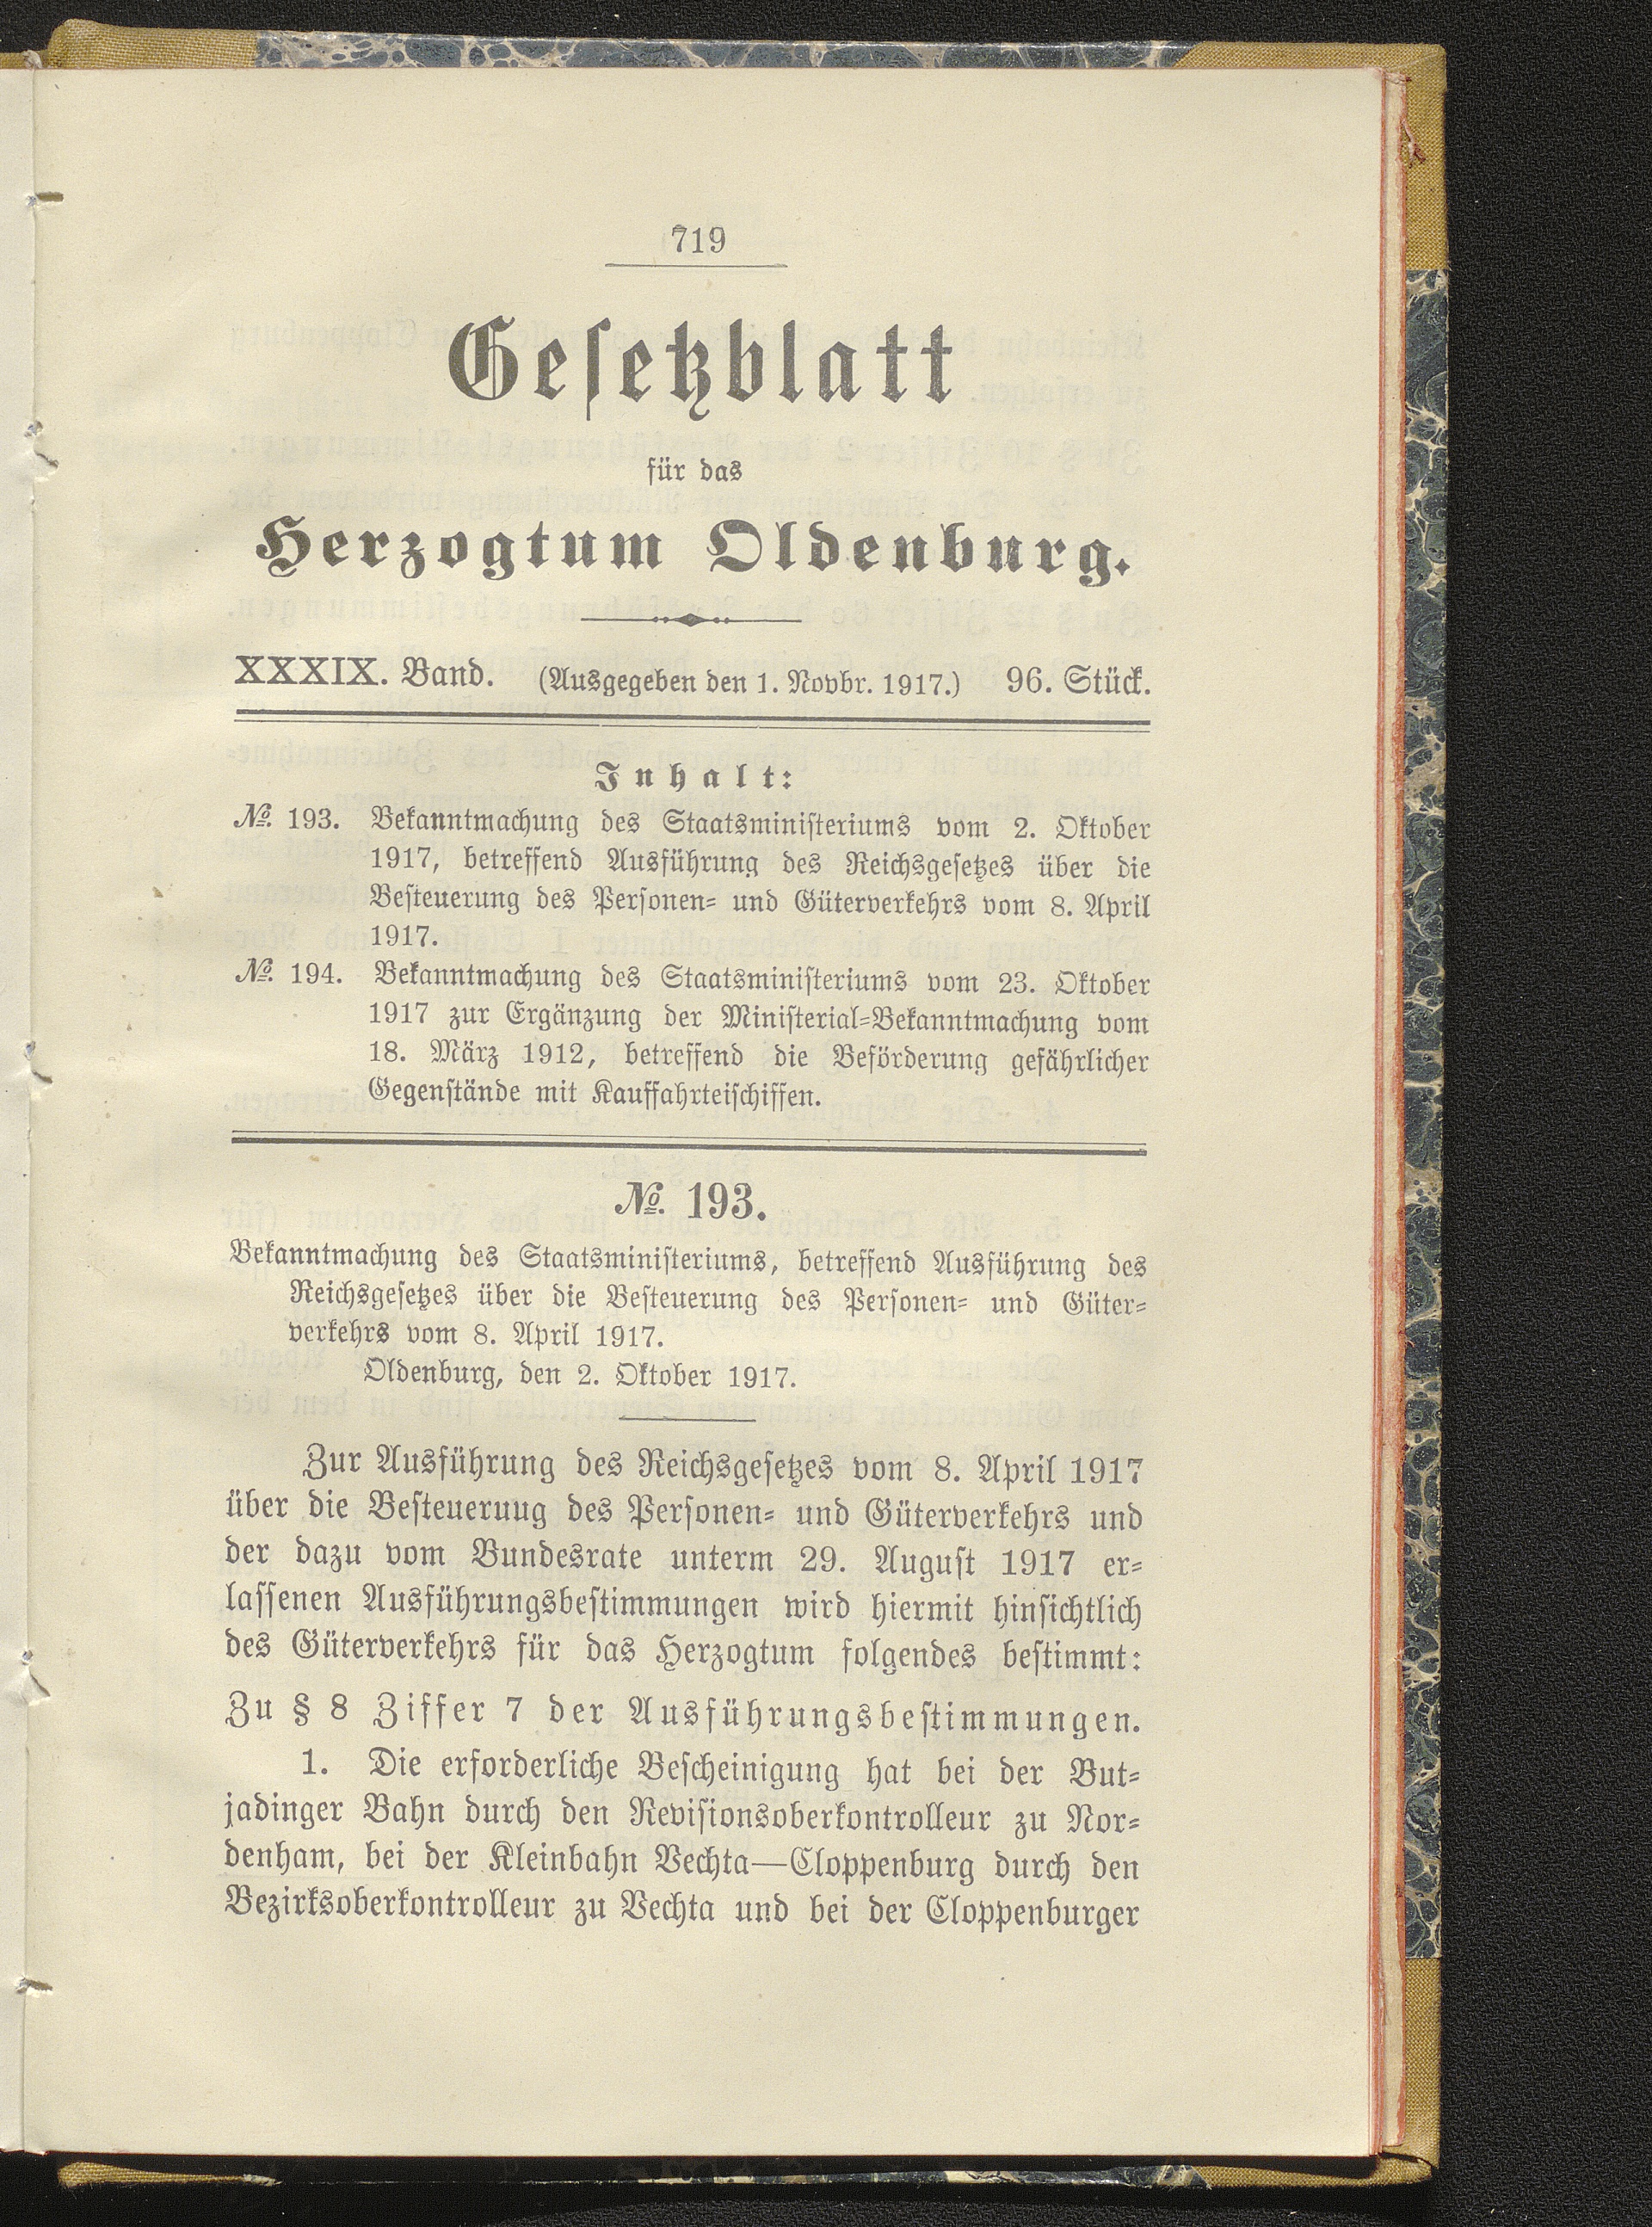 719
Gesetzblatt
für das
Herzogtum Oldenburg.
XXXIX. Band. (Ausgegeben den 1. Novbr. 1917.) 96. Stück.
Inhalt:
№ 193. Bekanntmachung des Staatsministeriums vom 2. Oktober
1917, betreffend Ausführung des Reichsgesetzes über die
Besteuerung des Personen- und Güterverkehrs vom 8. April
1917.
№ 194. Bekanntmachung des Staatsministeriums vom 23. Oktober
1917 zur Ergänzung der Ministerial-Bekanntmachung vom
18. März 1912, betreffend die Beförderung gefährlicher
Gegenstände mit Kauffahrteischiffen.
№ 193.
Bekanntmachung des Staatsministeriums, betreffend Ausführung des
Reichsgesetzes über die Besteuerung des Personen- und Güter-
verkehrs vom 8. April 1917.
Oldenburg, den 2. Oktober 1917.
Zur Ausführung des Reichsgesetzes vom 8. April 1917
über die Besteueruug des Personen- und Güterverkehrs und
der dazu vom Bundesrate unterm 29. August 1917 er-
lassenen Ausführungsbestimmungen wird hiermit hinsichtlich
des Güterverkehrs für das Herzogtum folgendes bestimmt:
Zu § 8 Ziffer 7 der Ausführungsbestimmungen.
1. Die erforderliche Bescheinigung hat bei der But-
jadinger Bahn durch den Revisionsoberkontrolleur zu Nor-
denham, bei der Kleinbahn Vechta—Cloppenburg durch den
Bezirksoberkontrolleur zu Vechta und bei der Cloppenburger